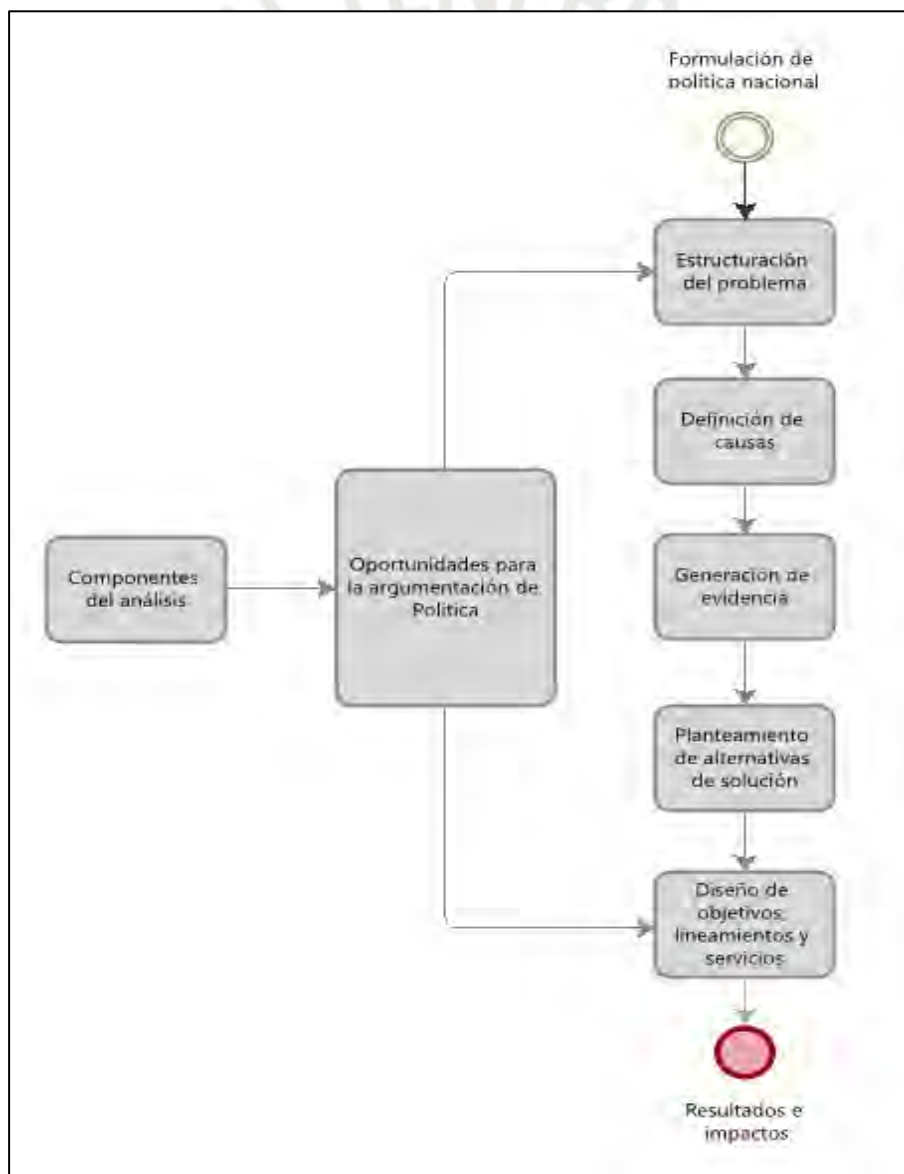 Formulación de
política nacional
Estructuración
del problema
Definición de
causas
Generación de
evidencia
Componentes
del análisis
Oportunidades para
la argumentación de
Política
Planteamiento
de alternativas
de solución
Diseño de
objetivos,
lineamientos y
servicios
Resultados e
impactos